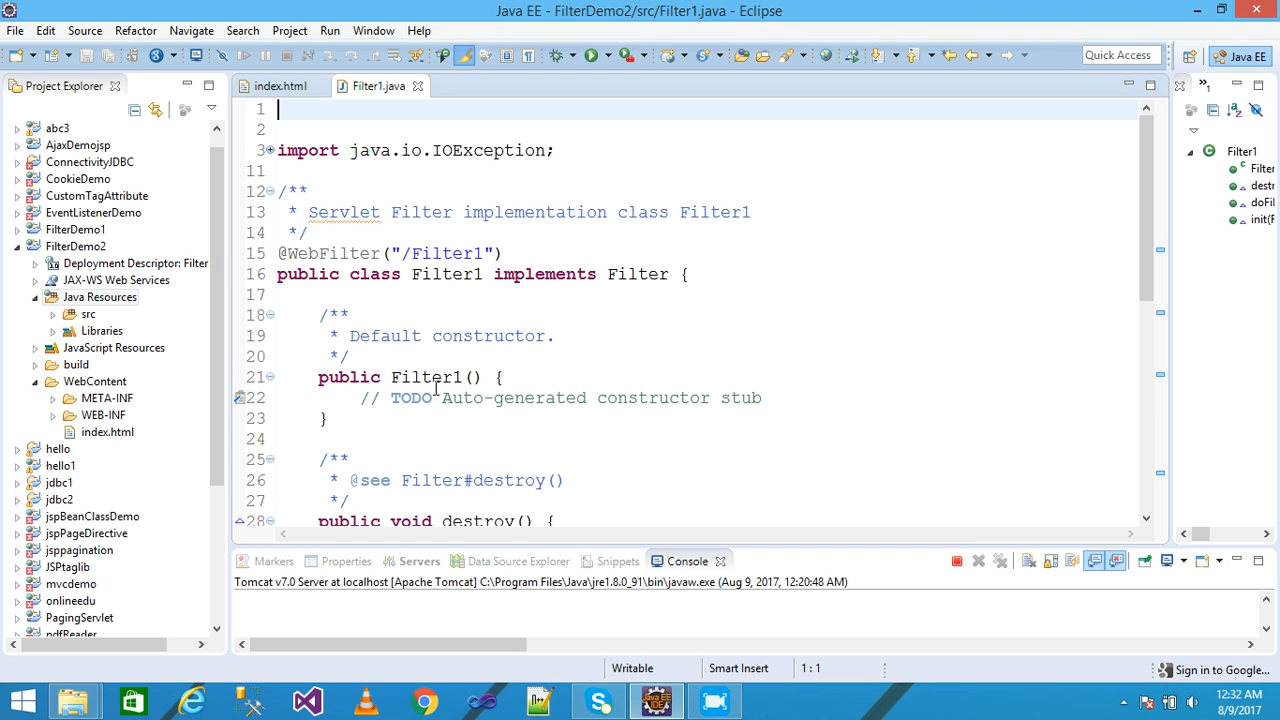 Java EE - FilterDemo2/src/Filter1.java - Eclipse
File Edit Source Refactor Navigate Search Project Run Window Help
Quick Access
Java EE
Project Explorer
index.html
Filter1.java
abc3
AjaxDemojsp
ConnectivityJDBC
CookieDemo
CustomTagAttribute
EventListenerDemo
FilterDemo1
FilterDemo2
Deployment Descriptor: Filter
JAX-WS Web Services
Java Resources
src
Libraries
JavaScript Resources
build
WebContent
META-INF
WEB-INF
index.html
hello
hello1
jdbc1
jdbc2
jspBeanClassDemo
jspPageDirective
jsppagination
JSPtaglib
mvcdemo
onlineedu
PagingServlet
pdfReader
1
2
3 import java.io.IOException;
11
12 /**
13 * Servlet Filter implementation class Filter1
14 */
15 @WebFilter("/Filter1")
16 public class Filter1 implements Filter {
17
18 /**
19 * Default constructor.
20 */
21 public Filter1() {
22 // TODO Auto-generated constructor stub
23 }
24
25 /**
26 * @see Filter#destroy()
27 */
28 public void destroy() {
»1
Filter1
Filter
destr
doFil
init(F
Markers Properties Servers Data Source Explorer Snippets Console
Tomcat v7.0 Server at localhost [Apache Tomcat] C:\Program Files\Java\jre1.8.0_91\bin\javaw.exe (Aug 9, 2017, 12:20:48 AM)
Writable
Smart Insert
1 : 1
Sign in to Google...
Java EE
IDE
12:32 AM
8/9/2017